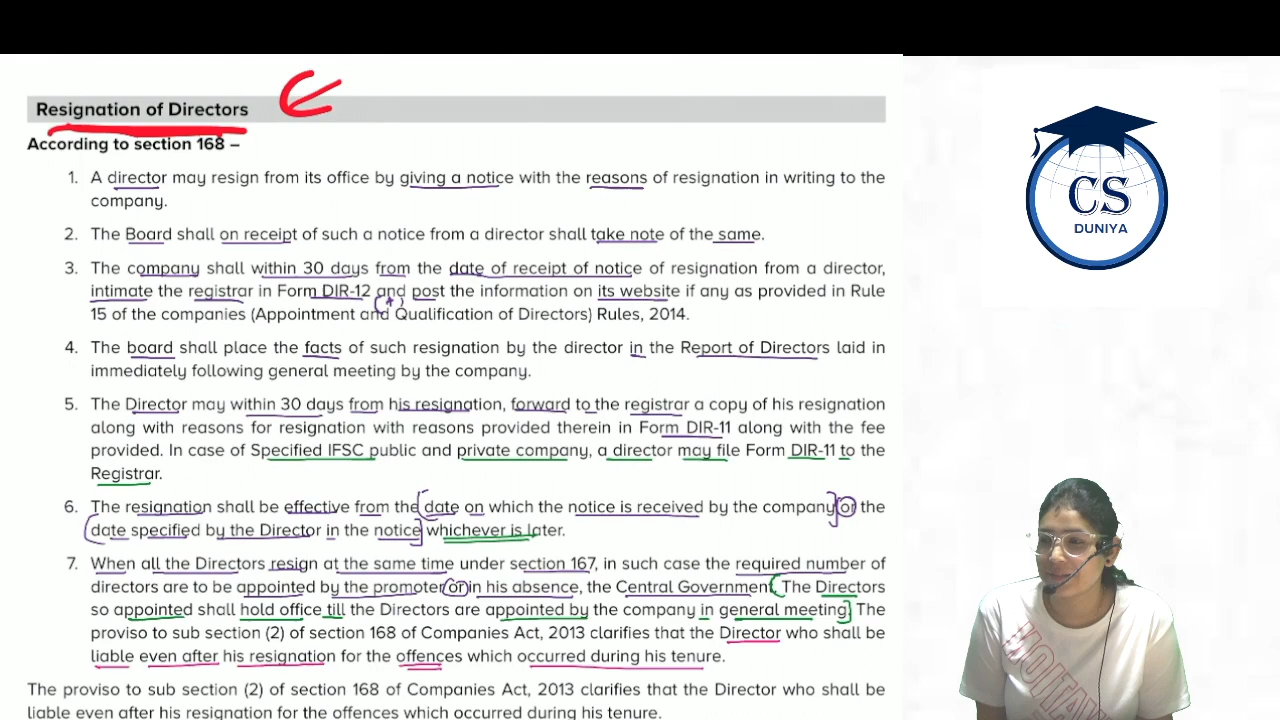 Resignation of Directors
According to section 168 –
1. A director may resign from its office by giving a notice with the reasons of resignation in writing to the
company.
2. The Board shall on receipt of such a notice from a director shall take note of the same.
3. The company shall within 30 days from the date of receipt of notice of resignation from a director,
intimate the registrar in Form DIR-12 and post the information on its website if any as provided in Rule
15 of the companies (Appointment and Qualification of Directors) Rules, 2014.
4. The board shall place the facts of such resignation by the director in the Report of Directors laid in
immediately following general meeting by the company.
5. The Director may within 30 days from his resignation, forward to the registrar a copy of his resignation
along with reasons for resignation with reasons provided therein in Form DIR-11 along with the fee
provided. In case of Specified IFSC public and private company, a director may file Form DIR-11 to the
Registrar.
6. The resignation shall be effective from the date on which the notice is received by the company or the
date specified by the Director in the notice whichever is later.
7. When all the Directors resign at the same time under section 167, in such case the required number of
directors are to be appointed by the promoter or in his absence, the Central Government. The Directors
so appointed shall hold office till the Directors are appointed by the company in general meeting. The
proviso to sub section (2) of section 168 of Companies Act, 2013 clarifies that the Director who shall be
liable even after his resignation for the offences which occurred during his tenure.
The proviso to sub section (2) of section 168 of Companies Act, 2013 clarifies that the Director who shall be
liable even after his resignation for the offences which occurred during his tenure.
CS
DUNIYA